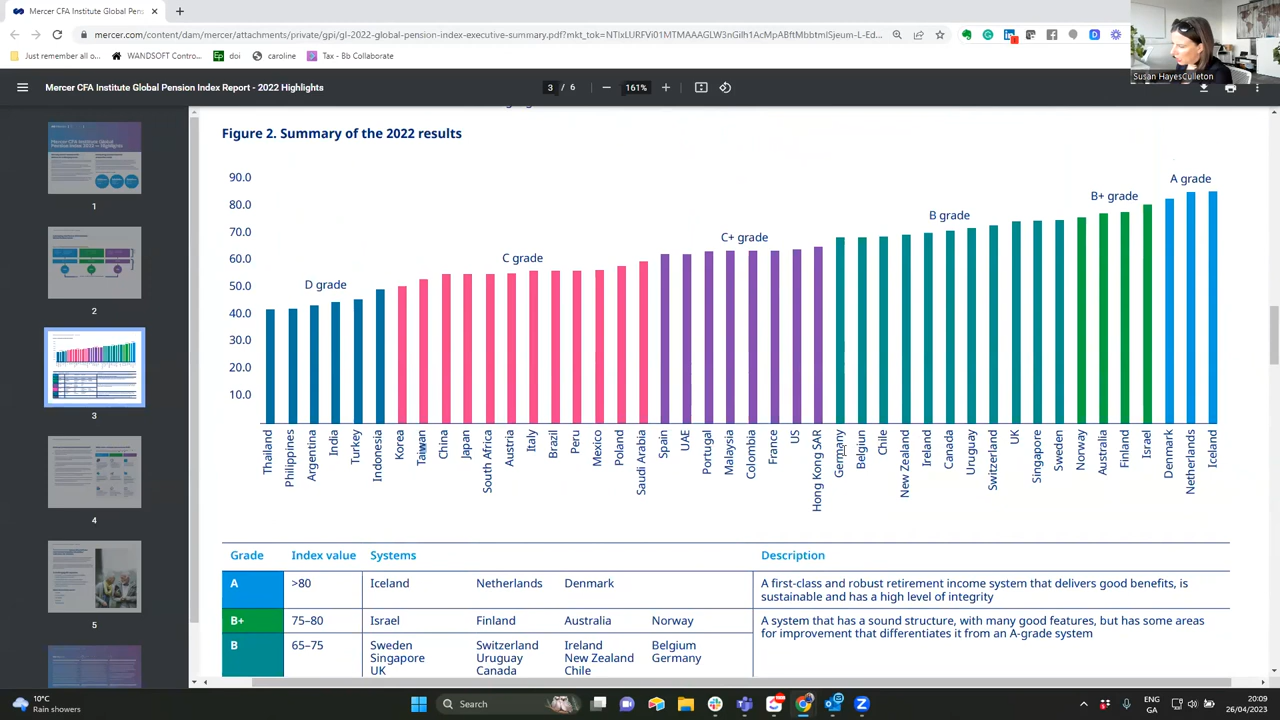 Mercer CFA Institute Global Pen
mercer.com/content/dam/mercer/attachments/private/gpi/gl-2022-global-pension-index-executive-summary.pdf?mkt_tok=
Just remember all o...
WANDSOFT Contro...
doi
caroline
Tax - Bb Collaborate
Susan HayesCulleton
Mercer CFA Institute Global Pension Index Report - 2022 Highlights
3 / 6
161%
1
2
3
4
5
Figure 2. Summary of the 2022 results
90.0
80.0
70.0
60.0
50.0
40.0
30.0
20.0
10.0
D grade
C grade
C+ grade
B grade
B+ grade
A grade
Thailand
Philippines
Argentina
India
Turkey
Indonesia
Korea
Taiwan
China
Japan
South Africa
Austria
Italy
Brazil
Peru
Mexico
Poland
Saudi Arabia
Spain
UAE
Portugal
Malaysia
Colombia
France
US
Hong Kong SAR
Germany
Belgiun
Chile
New Zealand
Ireland
Canada
Uruguay
Switzerland
UK
Singapore
Sweden
Norway
Australia
Finland
Israel
Denmark
Netherlands
Iceland
Grade Index value Systems Description
A >80 Iceland Netherlands Denmark A first-class and robust retirement income system that delivers good benefits, is
sustainable and has a high level of integrity
B+ 75–80 Israel Finland Australia Norway A system that has a sound structure, with many good features, but has some areas
for improvement that differentiates it from an A-grade system
B 65–75 Sweden Switzerland Ireland Belgium
Singapore Uruguay New Zealand Germany
UK Canada Chile
10°C
Rain showers
Search
ENG
GA
20:09
26/04/2023